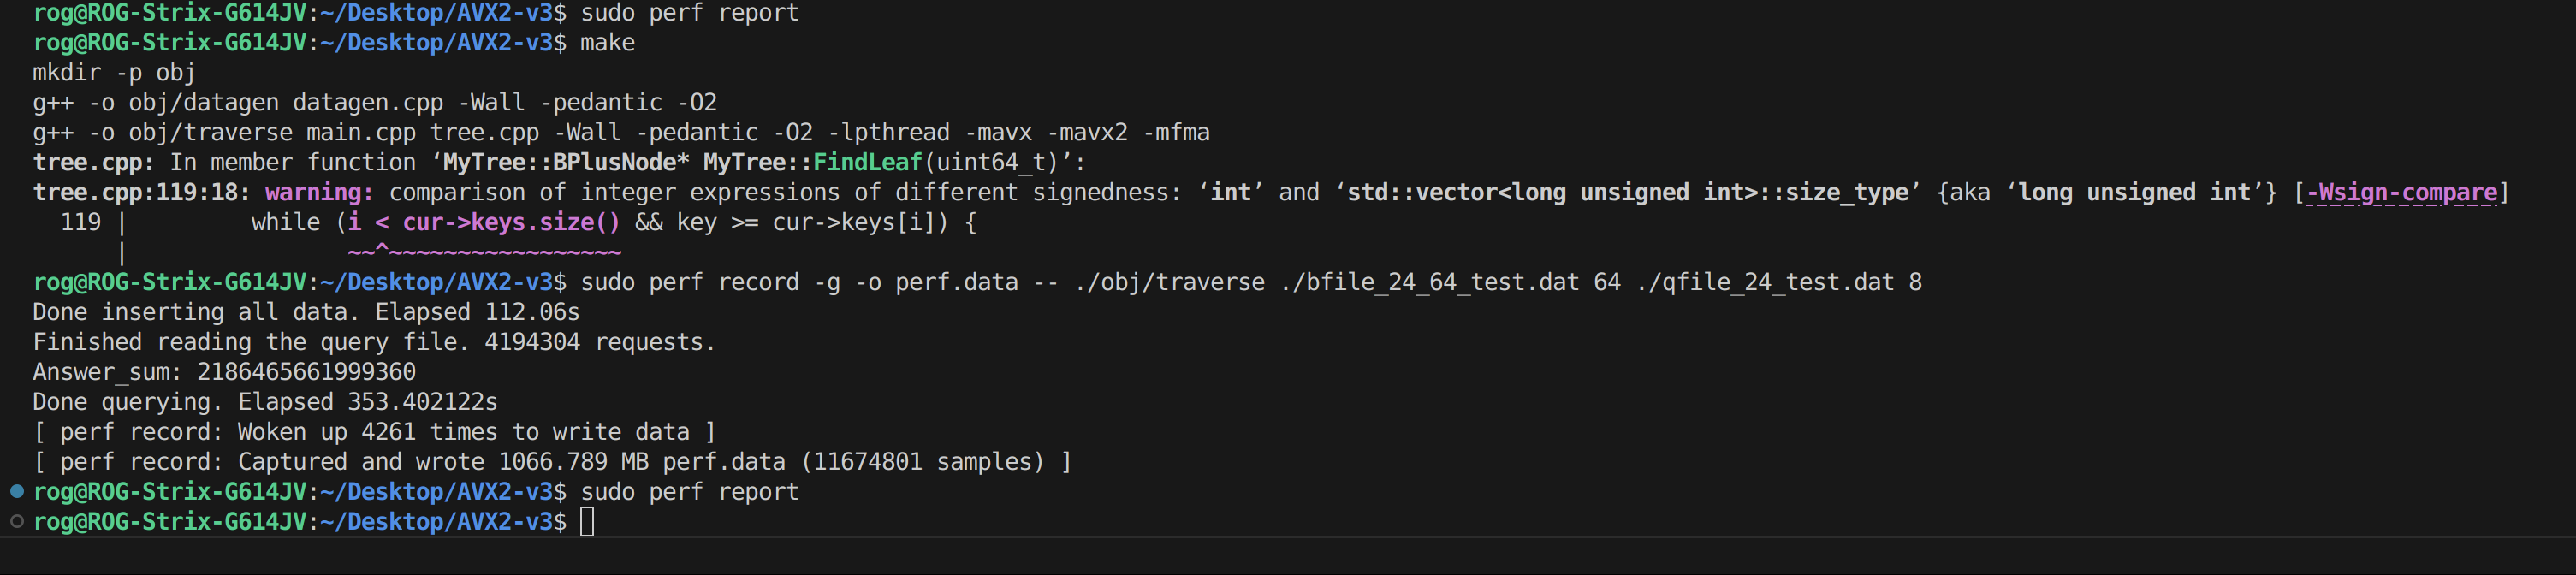 rog@ROG-Strix-G614JV:~/Desktop/AVX2-v3$ sudo perf report
rog@ROG-Strix-G614JV:~/Desktop/AVX2-v3$ make
mkdir -p obj
g++ -o obj/datagen datagen.cpp -Wall -pedantic -O2
g++ -o obj/traverse main.cpp tree.cpp -Wall -pedantic -O2 -lpthread -mavx -mavx2 -mfma
tree.cpp: In member function ‘MyTree::BPlusNode* MyTree::FindLeaf(uint64_t)’:
tree.cpp:119:18: warning: comparison of integer expressions of different signedness: ‘int’ and ‘std::vector<long unsigned int>::size_type’ {aka ‘long unsigned int’} [-Wsign-compare]
  119 |         while (i < cur->keys.size() && key >= cur->keys[i]) {
      |                ~~^~~~~~~~~~~~~~~~~~
rog@ROG-Strix-G614JV:~/Desktop/AVX2-v3$ sudo perf record -g -o perf.data -- ./obj/traverse ./bfile_24_64_test.dat 64 ./qfile_24_test.dat 8
Done inserting all data. Elapsed 112.06s
Finished reading the query file. 4194304 requests.
Answer_sum: 2186465661999360
Done querying. Elapsed 353.402122s
[ perf record: Woken up 4261 times to write data ]
[ perf record: Captured and wrote 1066.789 MB perf.data (11674801 samples) ]
rog@ROG-Strix-G614JV:~/Desktop/AVX2-v3$ sudo perf report
rog@ROG-Strix-G614JV:~/Desktop/AVX2-v3$